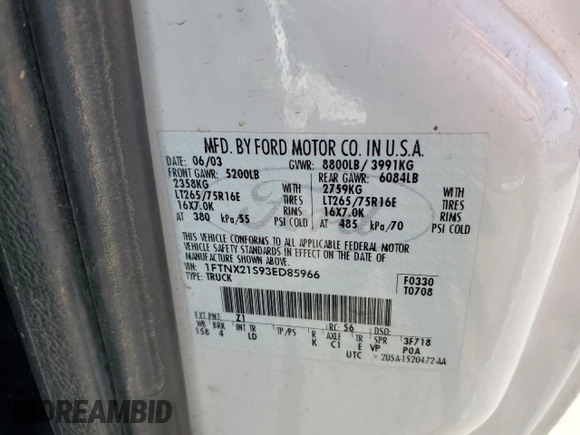 MFD. BY FORD MOTOR CO. IN U.S.A.
DATE: 06/03 GVWR: 8800LB/ 3991KG
FRONT GAWR: 5200LB REAR GAWR: 6084LB
2358KG WITH 2759KG WITH
LT265/75R16E TIRES LT265/75R16E TIRES
16X7.0K RIMS 16X7.0K RIMS
AT 380 kPa/55 PSI COLD AT 485 kPa/70 PSI COLD
THIS VEHICLE CONFORMS TO ALL APPLICABLE FEDERAL MOTOR
VEHICLE SAFETY STANDARDS IN EFFECT ON THE DATE OF MANUFACTURE
SHOWN ABOVE.
VIN: 1FTNX21S93ED85966 F0330
TYPE: TRUCK T0708
EXT PNT: Z1 RC: 56 DSO:
WB BRK INT TR TP/PS R AXLE TR SPR 3F718
158 4 LD K C1 E VP POA
UTC 2USA-1520472-AA
Ford
DREAMBID